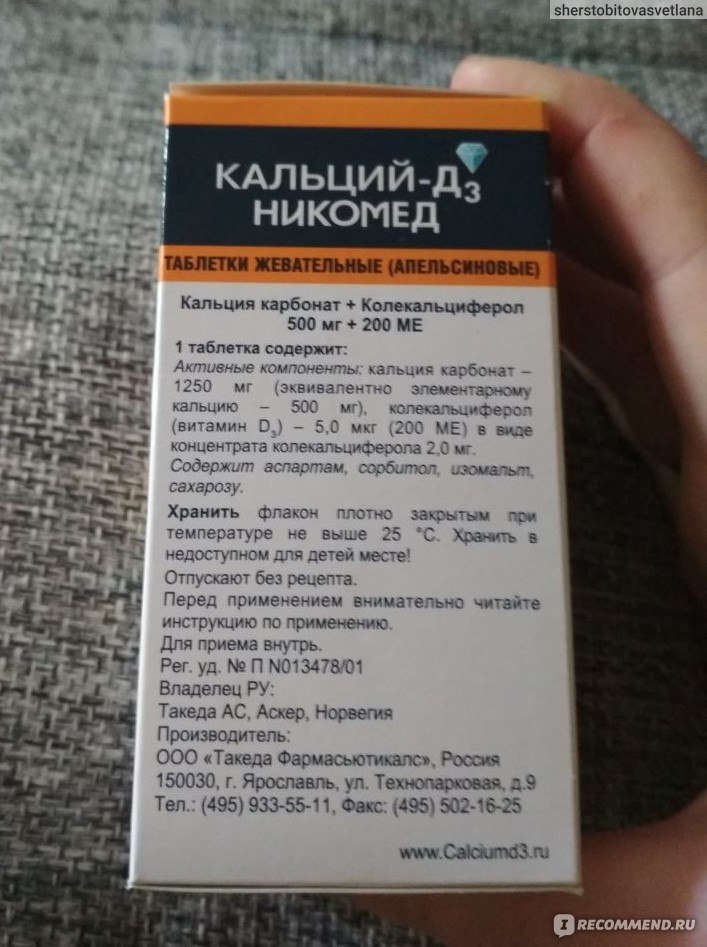 sherstobitovasvetlana
КАЛЬЦИЙ-Д3
НИКОМЕД
ТАБЛЕТКИ ЖЕВАТЕЛЬНЫЕ (АПЕЛЬСИНОВЫЕ)
Кальция карбонат + Колекальциферол
500 мг + 200 МЕ
1 таблетка содержит:
Активные компоненты: кальция карбонат –
1250 мг (эквивалентно элементарному
кальцию – 500 мг), колекальциферол
(витамин D3) – 5,0 мкг (200 МЕ) в виде
концентрата колекальциферола 2,0 мг.
Содержит аспартам, сорбитол, изомальт,
сахарозу.
Хранить флакон плотно закрытым при
температуре не выше 25 °С. Хранить в
недоступном для детей месте!
Отпускают без рецепта.
Перед применением внимательно читайте
инструкцию по применению.
Для приема внутрь.
Рег. уд. № П N013478/01
Владелец РУ:
Такеда АС, Аскер, Норвегия
Производитель:
ООО «Такеда Фармасьютикалс», Россия
150030, г. Ярославль, ул. Технопарковая, д.9
Тел.: (495) 933-55-11, Факс: (495) 502-16-25
www.Calciumd3.ru
I RECOMMEND.RU